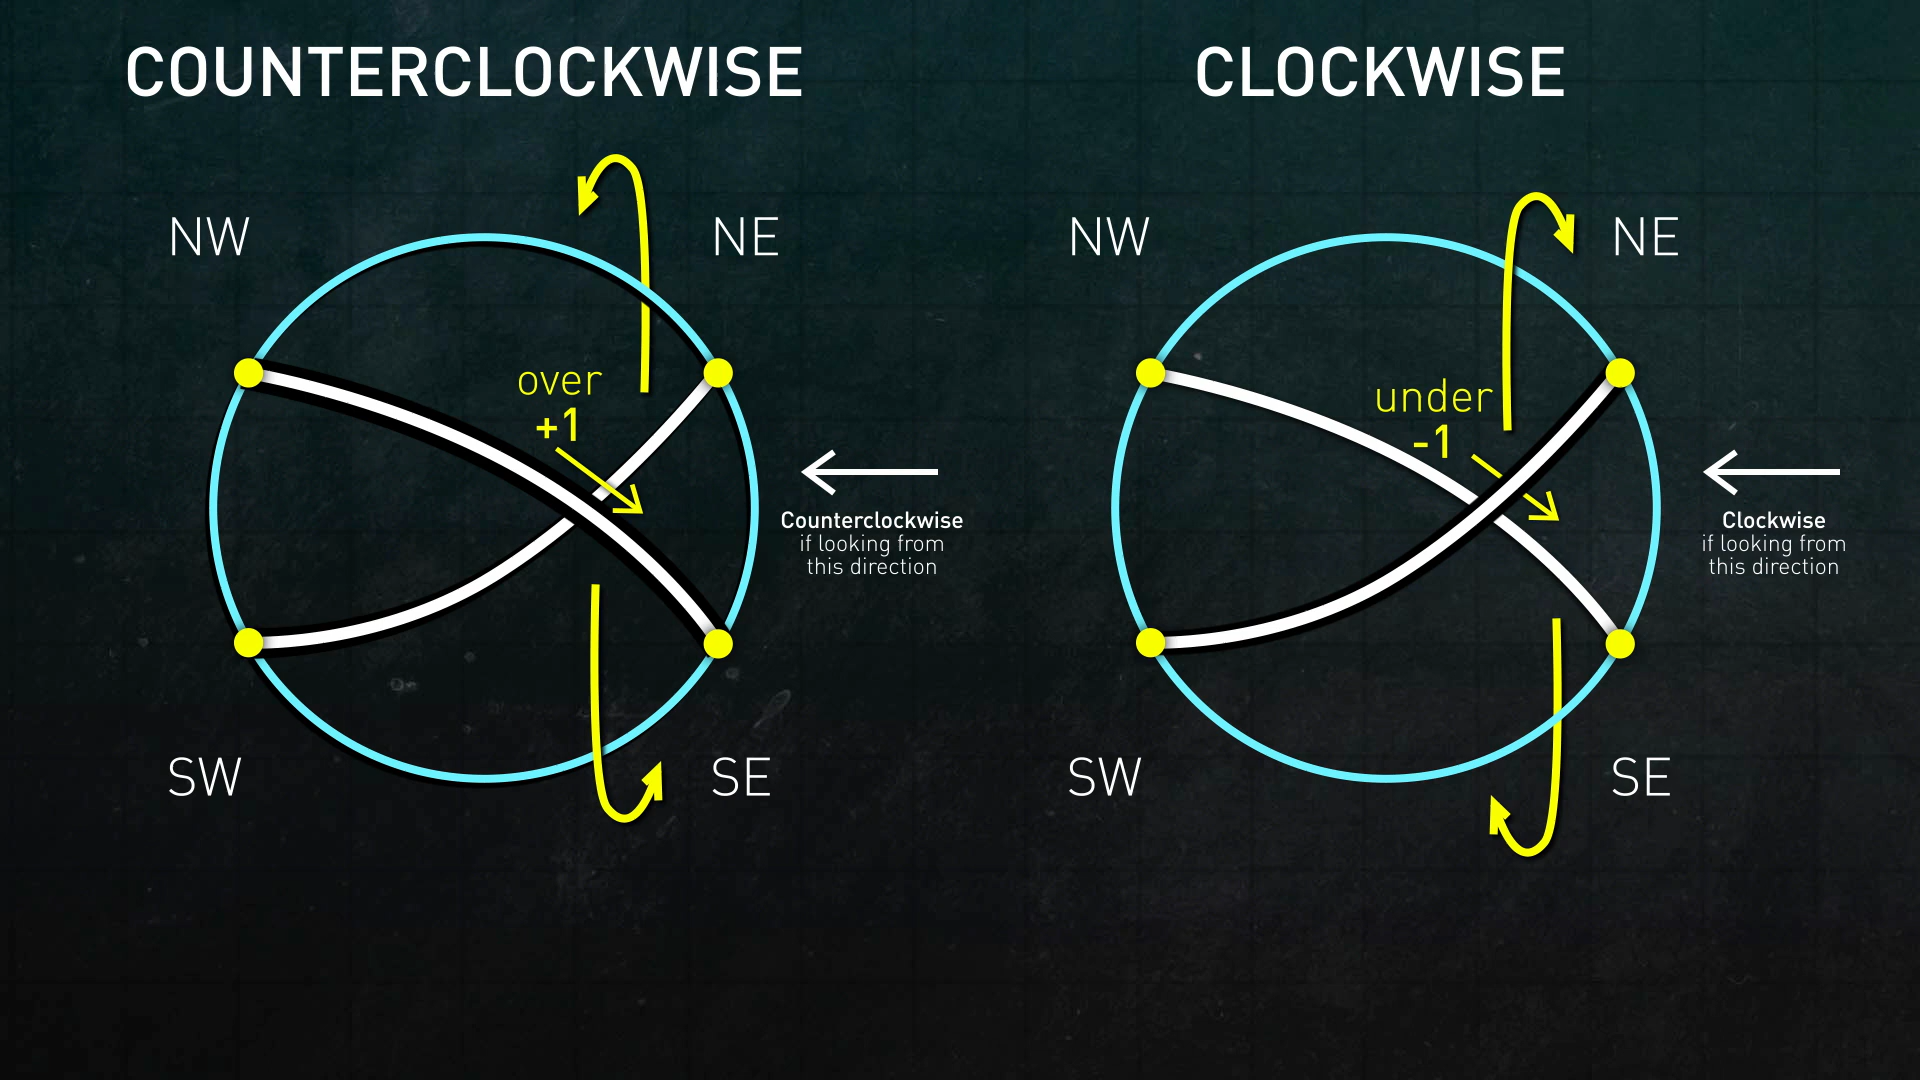 COUNTERCLOCKWISE
NW
NE
over
+1
Counterclockwise
if looking from
this direction
SW
SE
CLOCKWISE
NW
NE
under
-1
Clockwise
if looking from
this direction
SW
SE